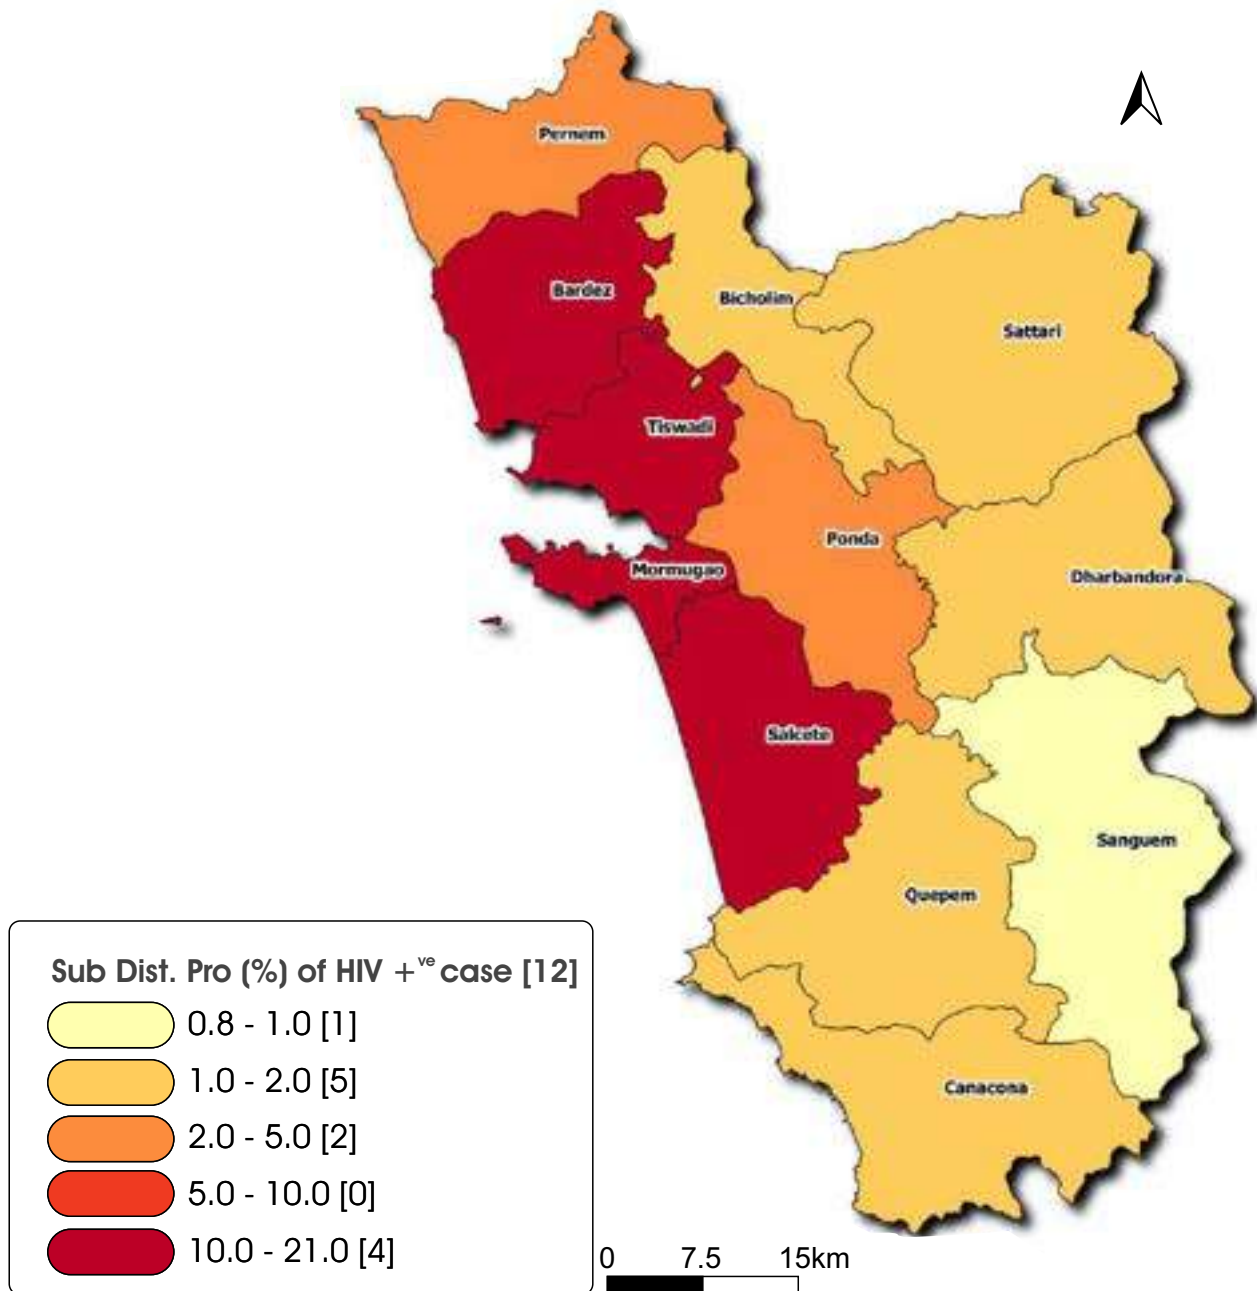 Pernem
Bardez
Bicholim
Sattari
Tiswadi
Ponda
Mormugao
Dharbandora
Salcete
Sanguem
Quepem
Canacona
Sub Dist. Pro (%) of HIV +ve case [12]
0.8 - 1.0 [1]
1.0 - 2.0 [5]
2.0 - 5.0 [2]
5.0 - 10.0 [0]
10.0 - 21.0 [4]
0 7.5 15km